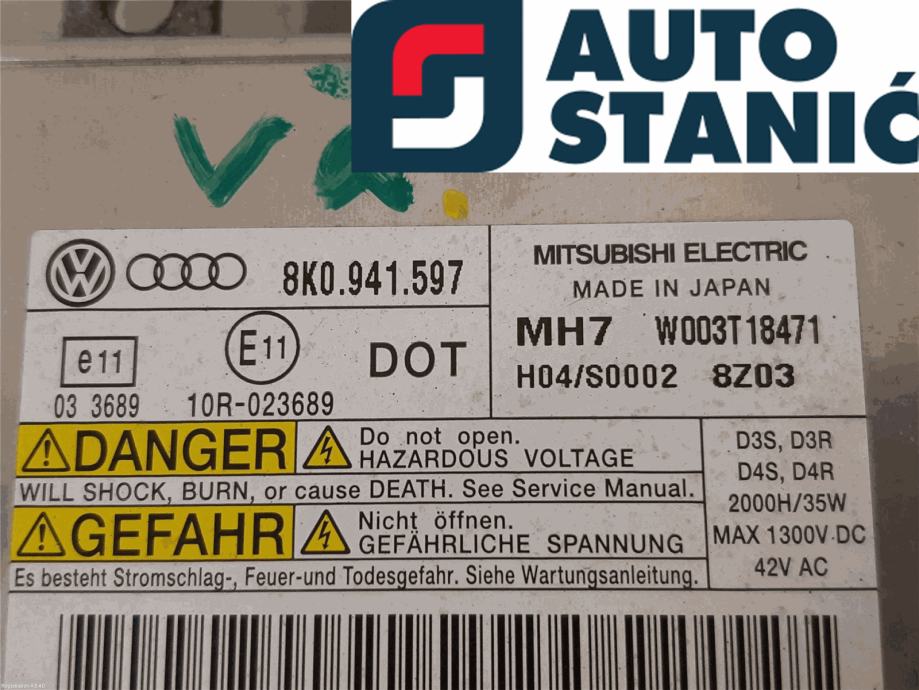 AUTO
STANIĆ
8K0.941.597
MITSUBISHI ELECTRIC
MADE IN JAPAN
MH7 W003T18471
H04/S0002 8Z03
e11
E11
DOT
03 3689 10R-023689
DANGER
Do not open.
HAZARDOUS VOLTAGE
WILL SHOCK, BURN, or cause DEATH. See Service Manual.
GEFAHR
Nicht öffnen.
GEFÄHRLICHE SPANNUNG
Es besteht Stromschlag-, Feuer-und Todesgefahr. Siehe Wartungsanleitung.
D3S, D3R
D4S, D4R
2000H/35W
MAX 1300V DC
42V AC